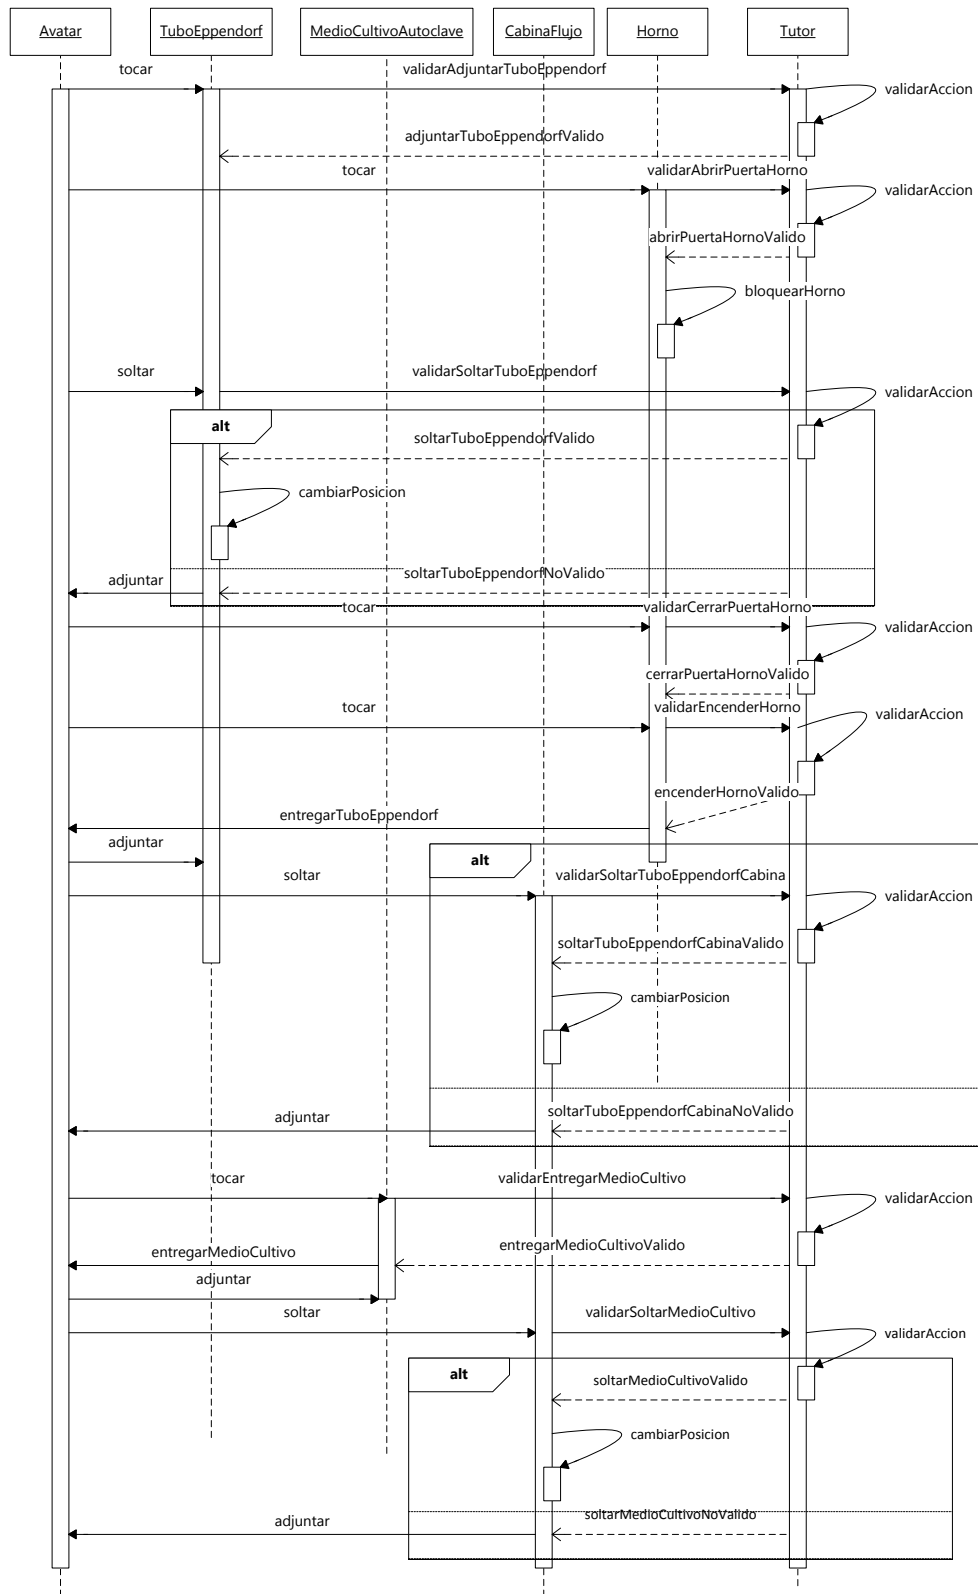 Avatar
TuboEppendorf
MedioCultivoAutoclave
CabinaFlujo
Horno
Tutor
tocar
validarAdjuntarTuboEppendorf
validarAccion
adjuntarTuboEppendorfValido
tocar
validarAbrirPuertaHorno
validarAccion
abrirPuertaHornoValido
bloquearHorno
soltar
validarSoltarTuboEppendorf
validarAccion
alt
soltarTuboEppendorfValido
cambiarPosicion
soltarTuboEppendorfNoValido
adjuntar
tocar
validarCerrarPuertaHorno
validarAccion
cerrarPuertaHornoValido
tocar
validarEncenderHorno
validarAccion
encenderHornoValido
entregarTuboEppendorf
adjuntar
alt
soltar
validarSoltarTuboEppendorfCabina
validarAccion
soltarTuboEppendorfCabinaValido
cambiarPosicion
soltarTuboEppendorfCabinaNoValido
adjuntar
tocar
validarEntregarMedioCultivo
validarAccion
entregarMedioCultivo
entregarMedioCultivoValido
adjuntar
soltar
validarSoltarMedioCultivo
validarAccion
alt
soltarMedioCultivoValido
cambiarPosicion
soltarMedioCultivoNoValido
adjuntar